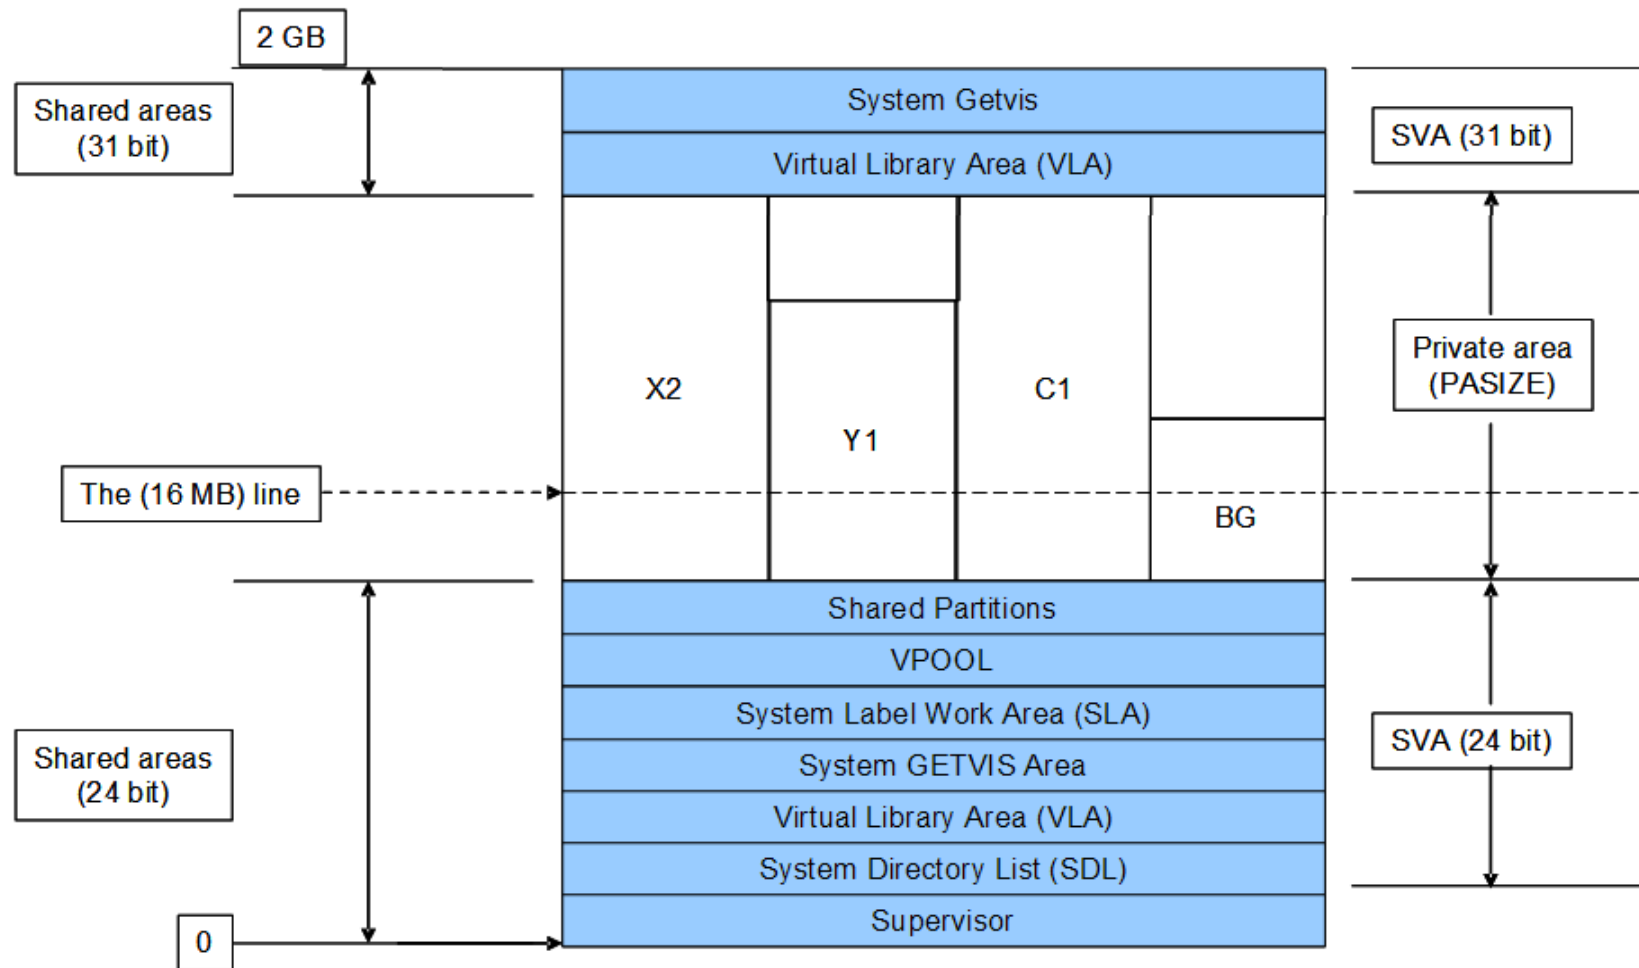 2 GB
Shared areas
(31 bit)
System Getvis
SVA (31 bit)
Virtual Library Area (VLA)
X2
Y1
C1
Private area
(PASIZE)
The (16 MB) line
BG
Shared Partitions
VPOOL
System Label Work Area (SLA)
Shared areas
(24 bit)
System GETVIS Area
SVA (24 bit)
Virtual Library Area (VLA)
System Directory List (SDL)
Supervisor
0